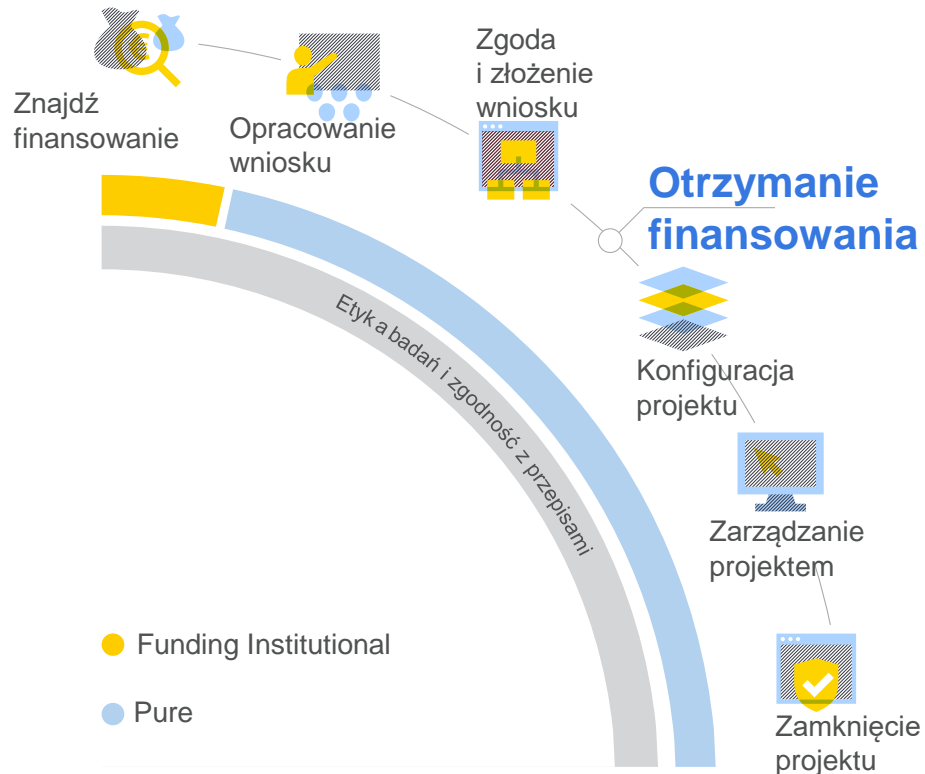 Znajdź
finansowanie
Opracowanie
wniosku
Zgoda
i złożenie
wniosku
Otrzymanie
finansowania
Konfiguracja
projektu
Zarządzanie
projektem
Zamknięcie
projektu
Etyka badań i zgodność z przepisami
Funding Institutional
Pure